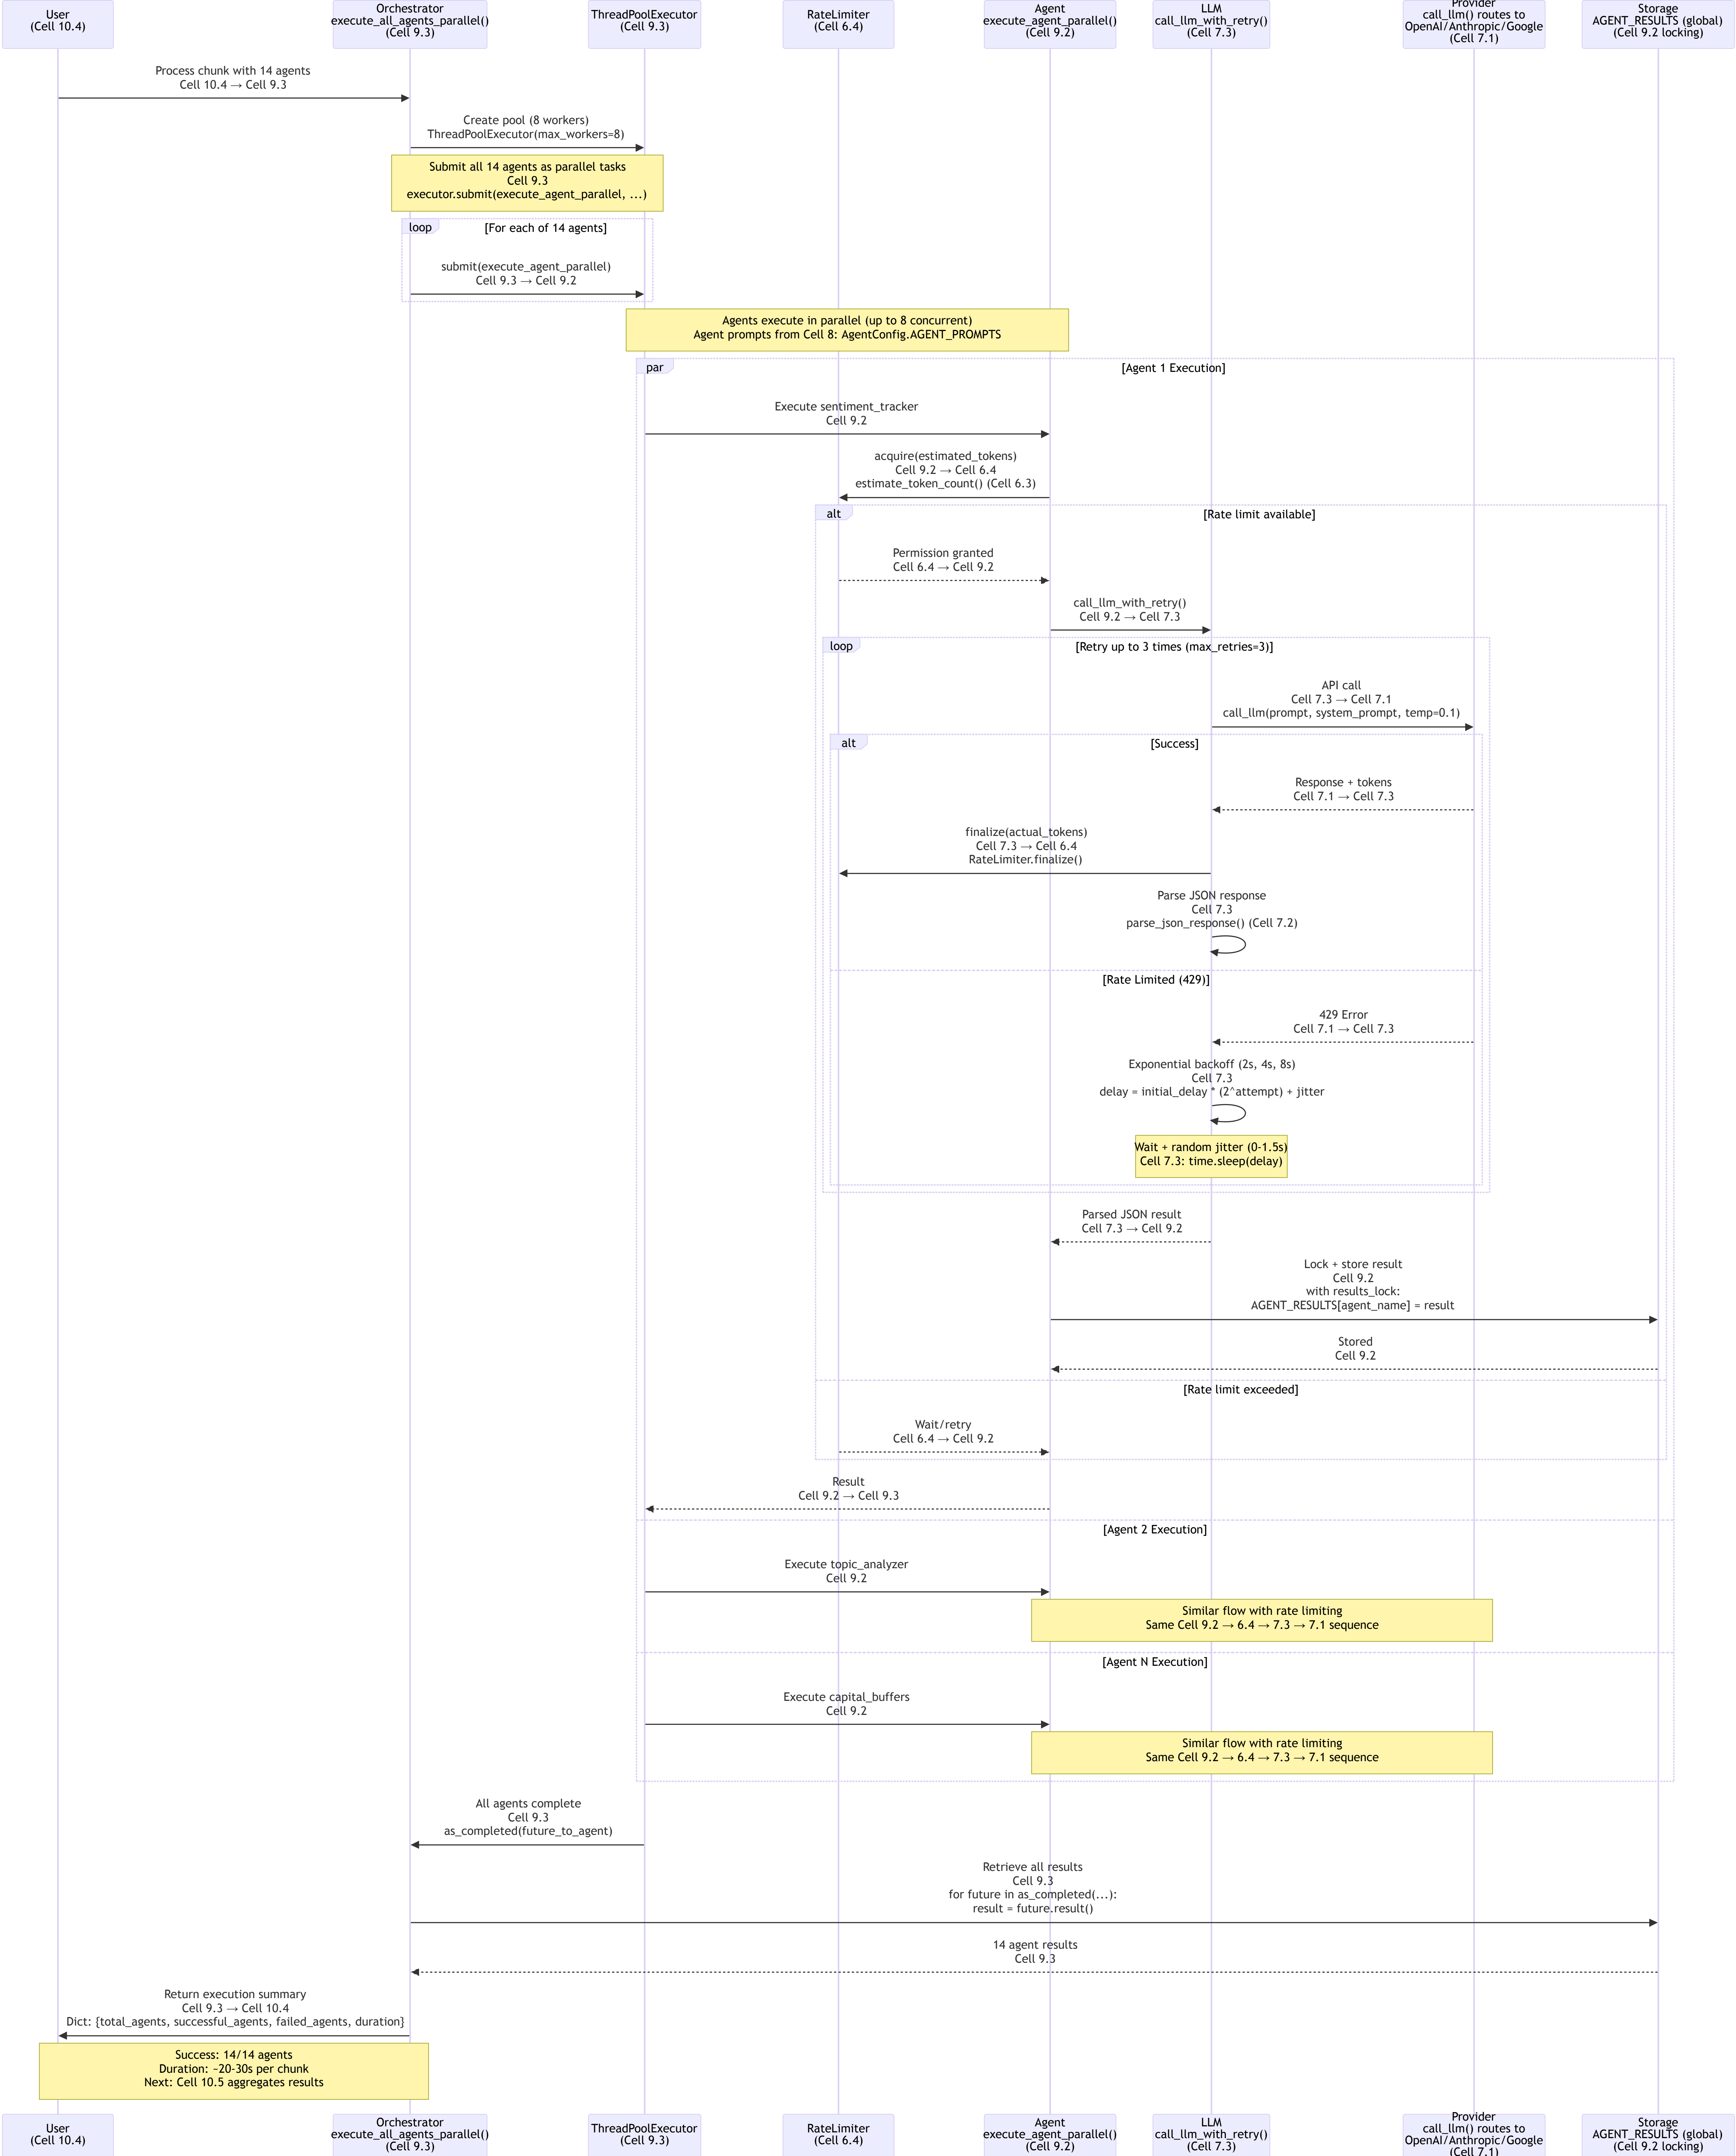 User
(Cell 10.4)
Orchestrator
execute_all_agents_parallel()
(Cell 9.3)
ThreadPoolExecutor
(Cell 9.3)
RateLimiter
(Cell 6.4)
Agent
execute_agent_parallel()
(Cell 9.2)
LLM
call_llm_with_retry()
(Cell 7.3)
Provider
call_llm() routes to
OpenAI/Anthropic/Google
(Cell 7.1)
Storage
AGENT_RESULTS (global)
(Cell 9.2 locking)
Process chunk with 14 agents
Cell 10.4 → Cell 9.3
Create pool (8 workers)
ThreadPoolExecutor(max_workers=8)
Submit all 14 agents as parallel tasks
Cell 9.3
executor.submit(execute_agent_parallel, ...)
loop
[For each of 14 agents]
submit(execute_agent_parallel)
Cell 9.3 → Cell 9.2
Agents execute in parallel (up to 8 concurrent)
Agent prompts from Cell 8: AgentConfig.AGENT_PROMPTS
par
[Agent 1 Execution]
Execute sentiment_tracker
Cell 9.2
acquire(estimated_tokens)
Cell 9.2 → Cell 6.4
estimate_token_count() (Cell 6.3)
alt
[Rate limit available]
Permission granted
Cell 6.4 → Cell 9.2
call_llm_with_retry()
Cell 9.2 → Cell 7.3
loop
[Retry up to 3 times (max_retries=3)]
API call
Cell 7.3 → Cell 7.1
call_llm(prompt, system_prompt, temp=0.1)
alt
[Success]
Response + tokens
Cell 7.1 → Cell 7.3
finalize(actual_tokens)
Cell 7.3 → Cell 6.4
RateLimiter.finalize()
Parse JSON response
Cell 7.3
parse_json_response() (Cell 7.2)
[Rate Limited (429)]
429 Error
Cell 7.1 → Cell 7.3
Exponential backoff (2s, 4s, 8s)
Cell 7.3
delay = initial_delay * (2^attempt) + jitter
Wait + random jitter (0-1.5s)
Cell 7.3: time.sleep(delay)
Parsed JSON result
Cell 7.3 → Cell 9.2
Lock + store result
Cell 9.2
with results_lock:
AGENT_RESULTS[agent_name] = result
Stored
Cell 9.2
[Rate limit exceeded]
Wait/retry
Cell 6.4 → Cell 9.2
Result
Cell 9.2 → Cell 9.3
[Agent 2 Execution]
Execute topic_analyzer
Cell 9.2
Similar flow with rate limiting
Same Cell 9.2 → 6.4 → 7.3 → 7.1 sequence
[Agent N Execution]
Execute capital_buffers
Cell 9.2
Similar flow with rate limiting
Same Cell 9.2 → 6.4 → 7.3 → 7.1 sequence
All agents complete
Cell 9.3
as_completed(future_to_agent)
Retrieve all results
Cell 9.3
for future in as_completed(...):
result = future.result()
14 agent results
Cell 9.3
Return execution summary
Cell 9.3 → Cell 10.4
Dict: {total_agents, successful_agents, failed_agents, duration}
Success: 14/14 agents
Duration: ~20-30s per chunk
Next: Cell 10.5 aggregates results
User
(Cell 10.4)
Orchestrator
execute_all_agents_parallel()
(Cell 9.3)
ThreadPoolExecutor
(Cell 9.3)
RateLimiter
(Cell 6.4)
Agent
execute_agent_parallel()
(Cell 9.2)
LLM
call_llm_with_retry()
(Cell 7.3)
Provider
call_llm() routes to
OpenAI/Anthropic/Google
(Cell 7.1)
Storage
AGENT_RESULTS (global)
(Cell 9.2 locking)